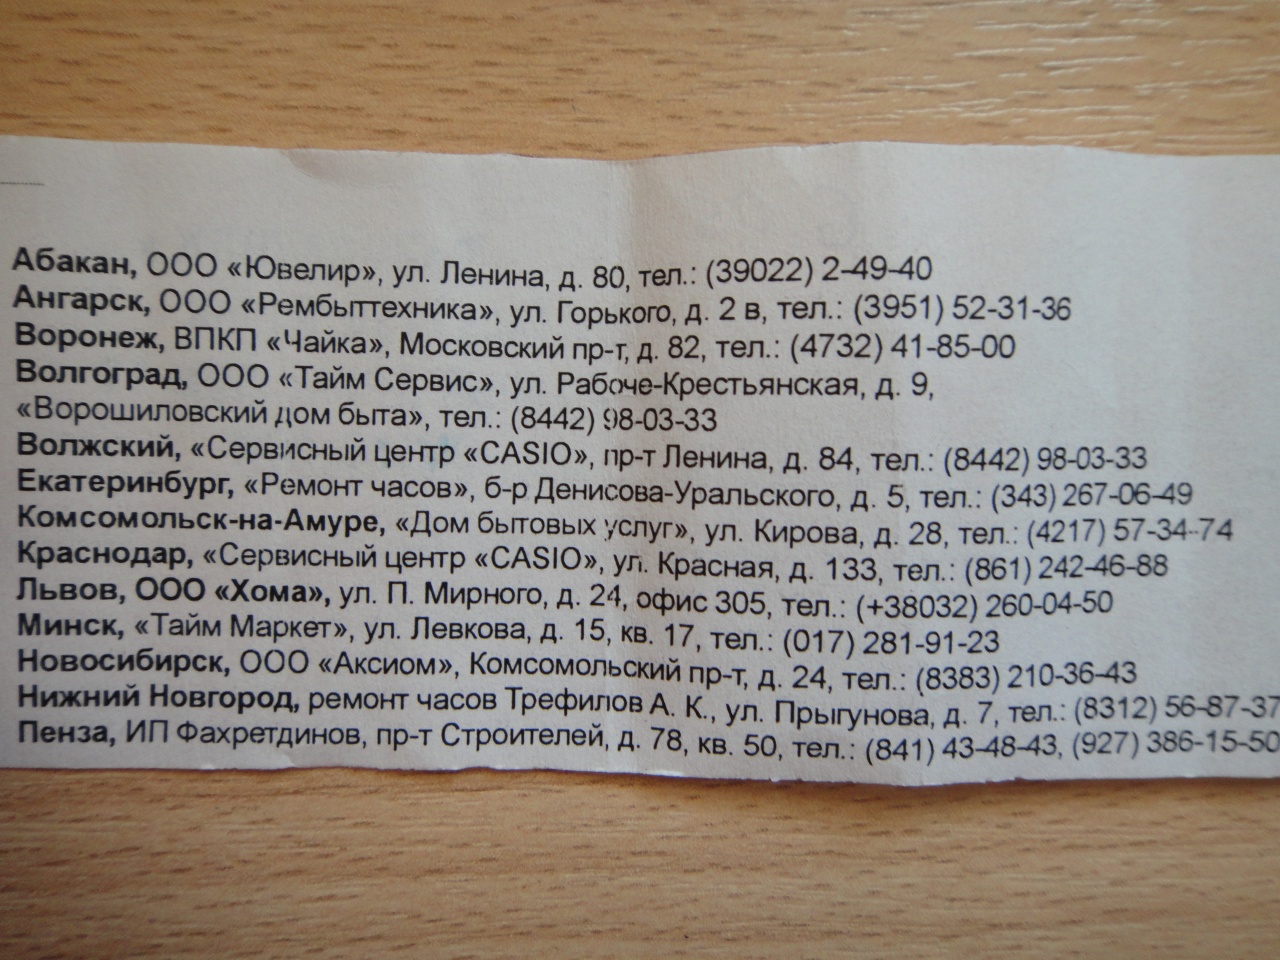 Абакан, ООО «Ювелир», ул. Ленина, д. 80, тел.: (39022) 2-49-40
Ангарск, ООО «Рембыттехника», ул. Горького, д. 2 в, тел.: (3951) 52-31-36
Воронеж, ВПКП «Чайка», Московский пр-т, д. 82, тел.: (4732) 41-85-00
Волгоград, ООО «Тайм Сервис», ул. Рабоче-Крестьянская, д. 9,
«Ворошиловский дом быта», тел.: (8442) 98-03-33
Волжский, «Сервисный центр «CASIO», пр-т Ленина, д. 84, тел.: (8442) 98-03-33
Екатеринбург, «Ремонт часов», б-р Денисова-Уральского, д. 5, тел.: (343) 267-06-49
Комсомольск-на-Амуре, «Дом бытовых услуг», ул. Кирова, д. 28, тел.: (4217) 57-34-74
Краснодар, «Сервисный центр «CASIO», ул. Красная, д. 133, тел.: (861) 242-46-88
Львов, ООО «Хома», ул. П. Мирного, д. 24, офис 305, тел.: (+38032) 260-04-50
Минск, «Тайм Маркет», ул. Левкова, д. 15, кв. 17, тел.: (017) 281-91-23
Новосибирск, ООО «Аксиом», Комсомольский пр-т, д. 24, тел.: (8383) 210-36-43
Нижний Новгород, ремонт часов Трефилов А. К., ул. Прыгунова, д. 7, тел.: (8312) 56-87-37
Пенза, ИП Фахретдинов, пр-т Строителей, д. 78, кв. 50, тел.: (841) 43-48-43, (927) 386-15-50